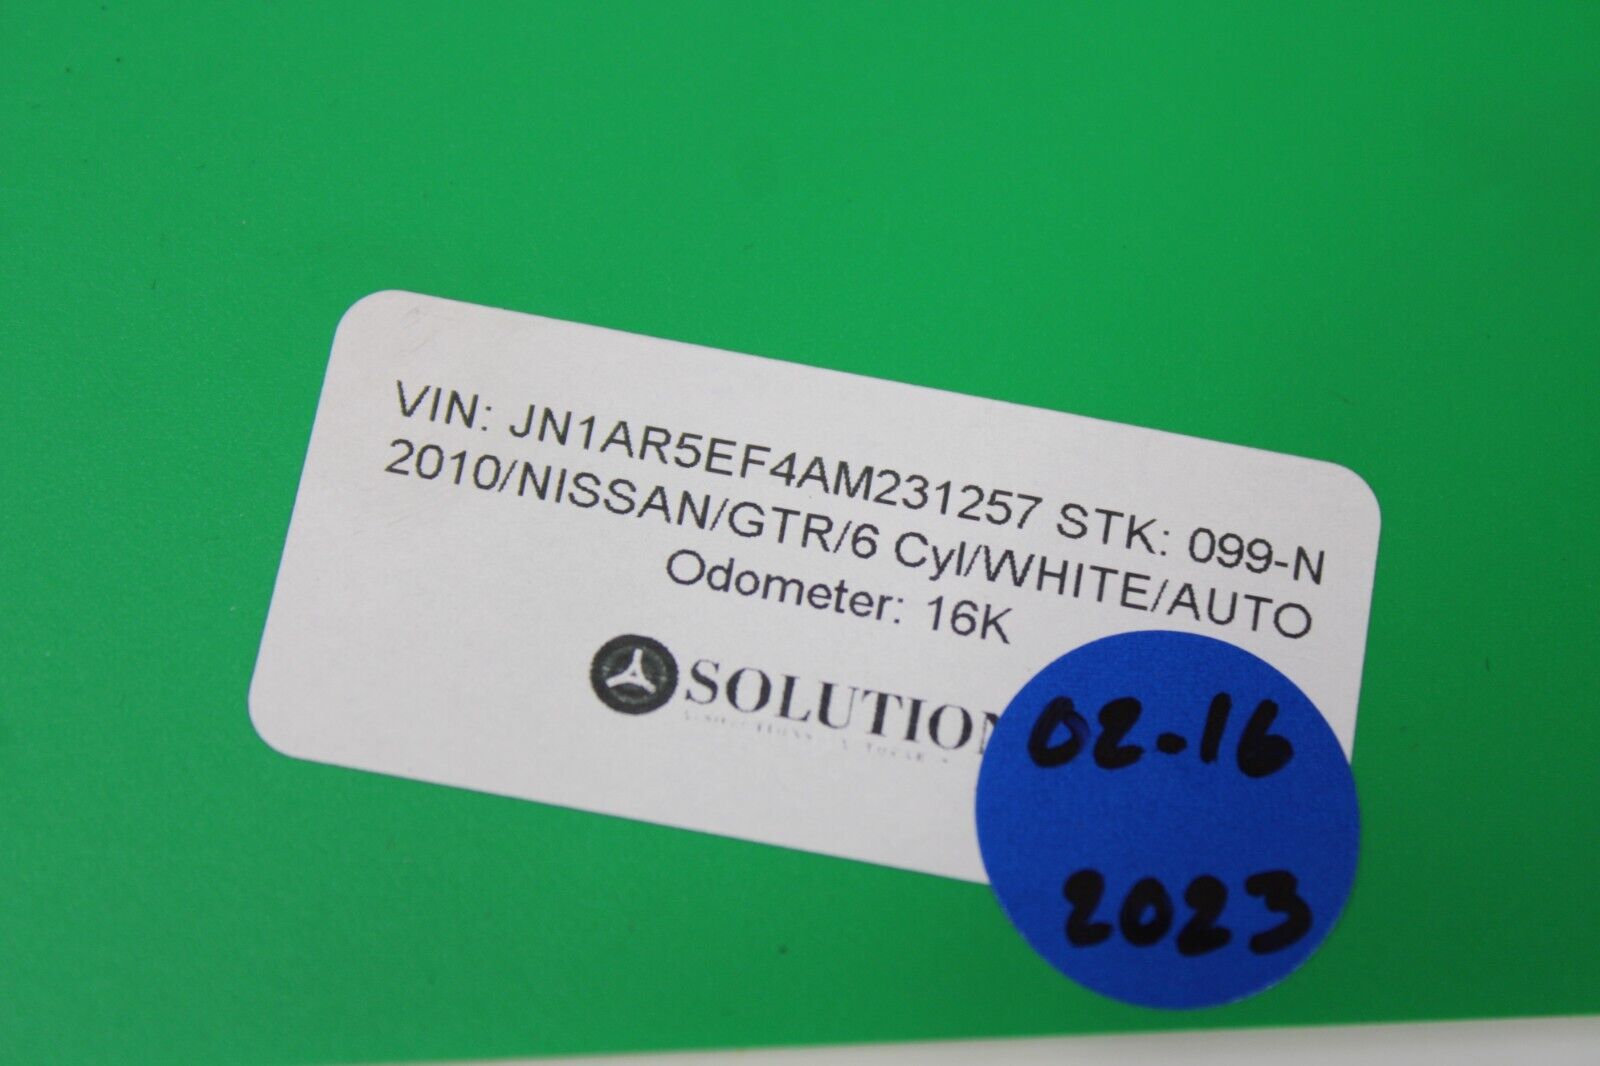 VIN: JN1AR5EF4AM231257 STK: 099-N
2010/NISSAN/GTR/6 Cyl/WHITE/AUTO
Odometer: 16K
SOLUTION
02-16
2023